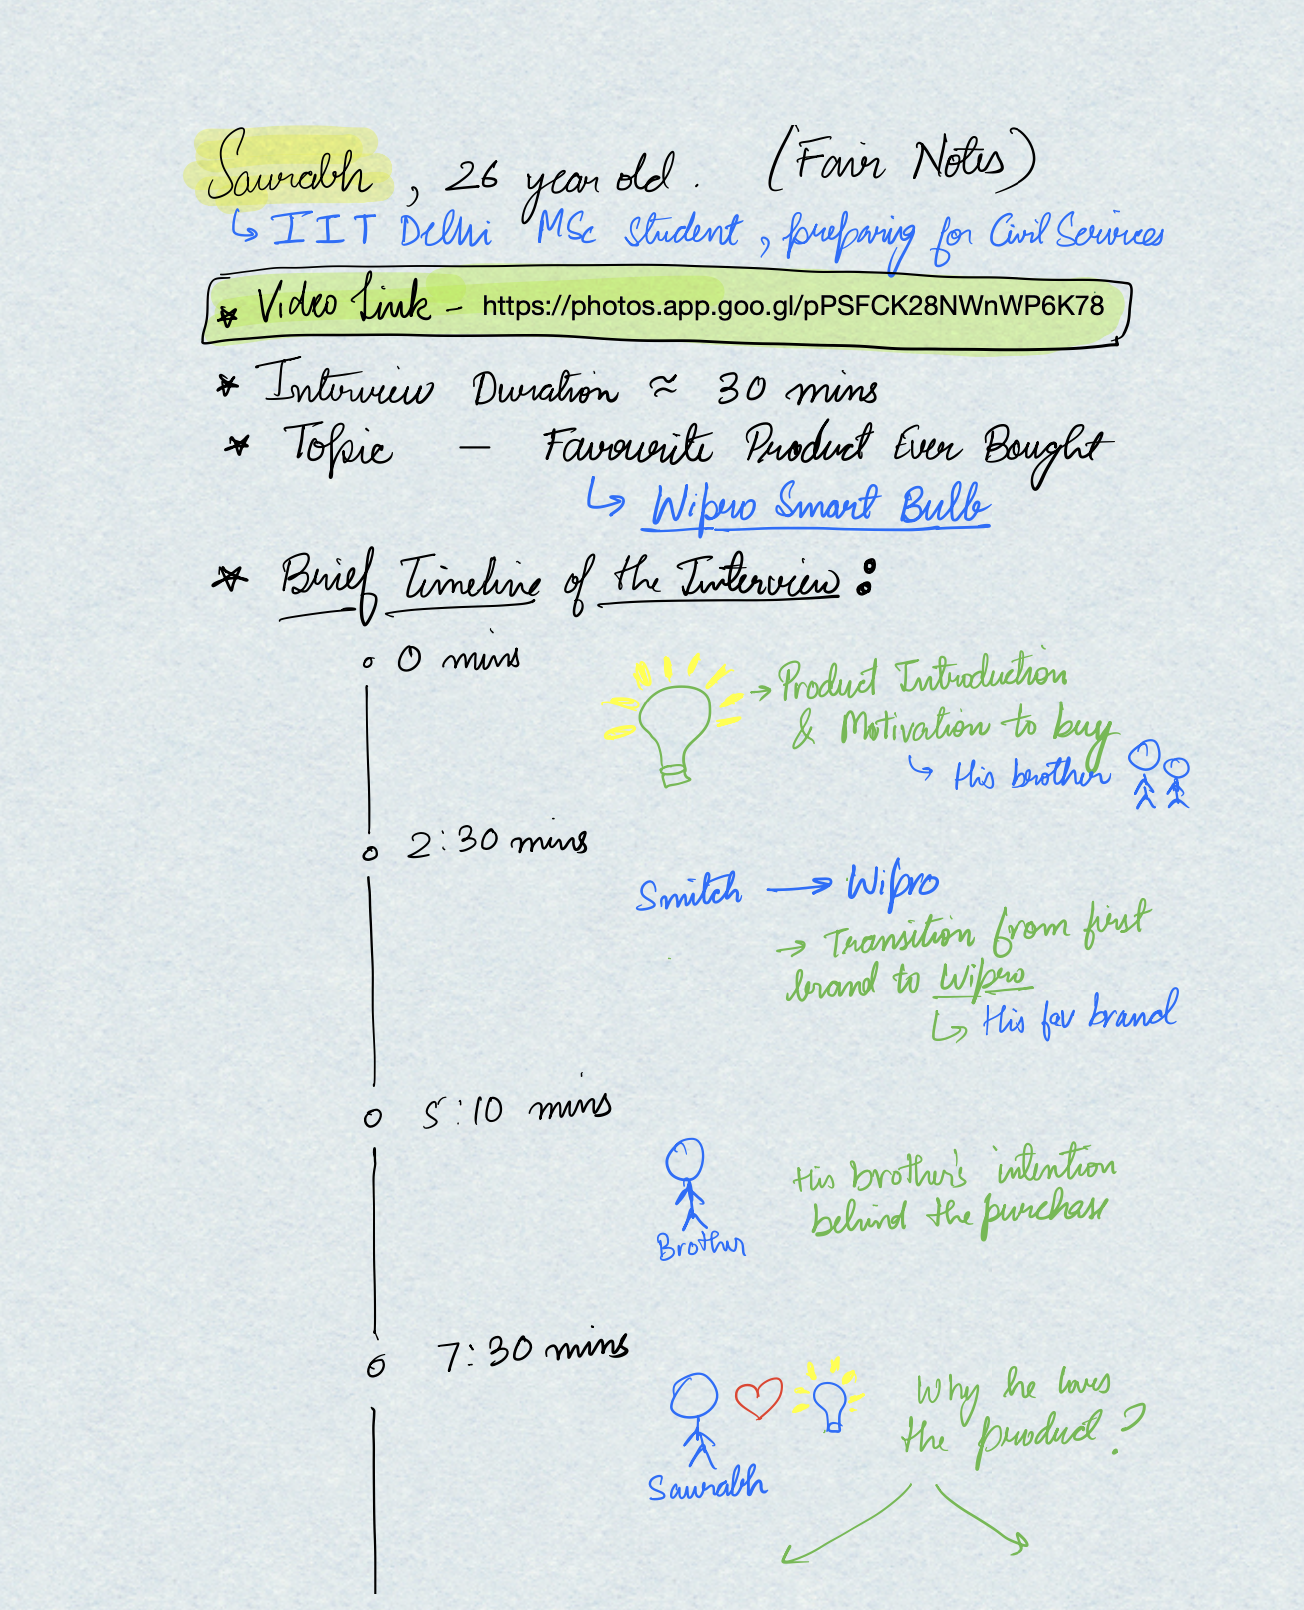 Saurabh, 26 year old. (Fair Notes)
↳ IIT Delhi MSc student, preparing for Civil Services
★ Video Link – https://photos.app.goo.gl/pPSFCK28NWnWP6K78
★ Interview Duration ≈ 30 mins
★ Topic — Favourite Product Ever Bought
↳ Wipro Smart Bulb
★ Brief Timeline of the Interview :
0 mins
→ Product Introduction
& Motivation to buy
↳ His brother
2:30 mins
Smitch → Wipro
→ Transition from first
brand to Wipro
↳ His fav brand
5:10 mins
His brother's intention
behind the purchase
Brother
7:30 mins
Why he loves
the product?
Saurabh